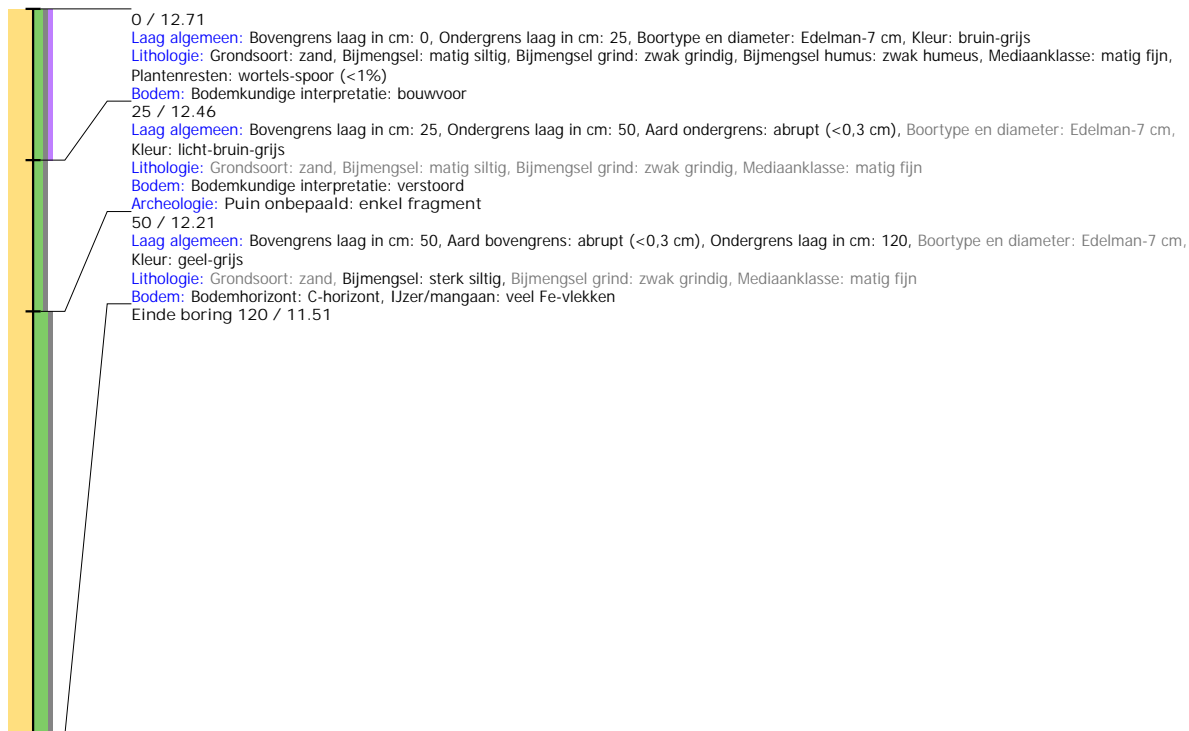 0 / 12.71
Laag algemeen: Bovengrens laag in cm: 0, Ondergrens laag in cm: 25, Boortype en diameter: Edelman-7 cm, Kleur: bruin-grijs
Lithologie: Grondsoort: zand, Bijmengsel: matig siltig, Bijmengsel grind: zwak grindig, Bijmengsel humus: zwak humeus, Mediaanklasse: matig fijn,
Plantenresten: wortels-spoor (<1%)
Bodem: Bodemkundige interpretatie: bouwvoor
25 / 12.46
Laag algemeen: Bovengrens laag in cm: 25, Ondergrens laag in cm: 50, Aard ondergrens: abrupt (<0,3 cm), Boortype en diameter: Edelman-7 cm,
Kleur: licht-bruin-grijs
Lithologie: Grondsoort: zand, Bijmengsel: matig siltig, Bijmengsel grind: zwak grindig, Mediaanklasse: matig fijn
Bodem: Bodemkundige interpretatie: verstoord
Archeologie: Puin onbepaald: enkel fragment
50 / 12.21
Laag algemeen: Bovengrens laag in cm: 50, Aard bovengrens: abrupt (<0,3 cm), Ondergrens laag in cm: 120, Boortype en diameter: Edelman-7 cm,
Kleur: geel-grijs
Lithologie: Grondsoort: zand, Bijmengsel: sterk siltig, Bijmengsel grind: zwak grindig, Mediaanklasse: matig fijn
Bodem: Bodemhorizont: C-horizont, IJzer/mangaan: veel Fe-vlekken
Einde boring 120 / 11.51